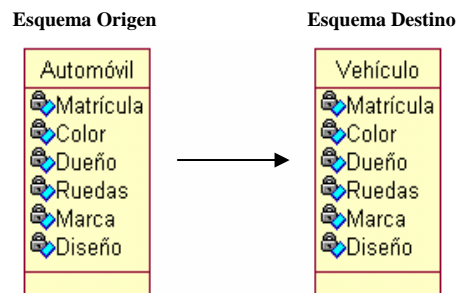 Esquema Origen
Esquema Destino
Automóvil
Matrícula
Color
Dueño
Ruedas
Marca
Diseño
Vehículo
Matrícula
Color
Dueño
Ruedas
Marca
Diseño